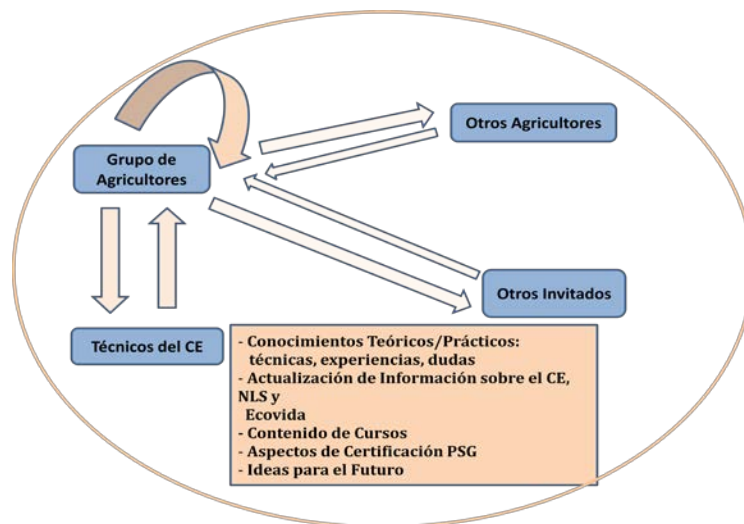 Otros Agricultores
Grupo de
Agricultores
Otros Invitados
Técnicos del CE
- Conocimientos Teóricos/Prácticos:
técnicas, experiencias, dudas
- Actualización de Información sobre el CE,
NLS y
Ecovida
- Contenido de Cursos
- Aspectos de Certificación PSG
- Ideas para el Futuro